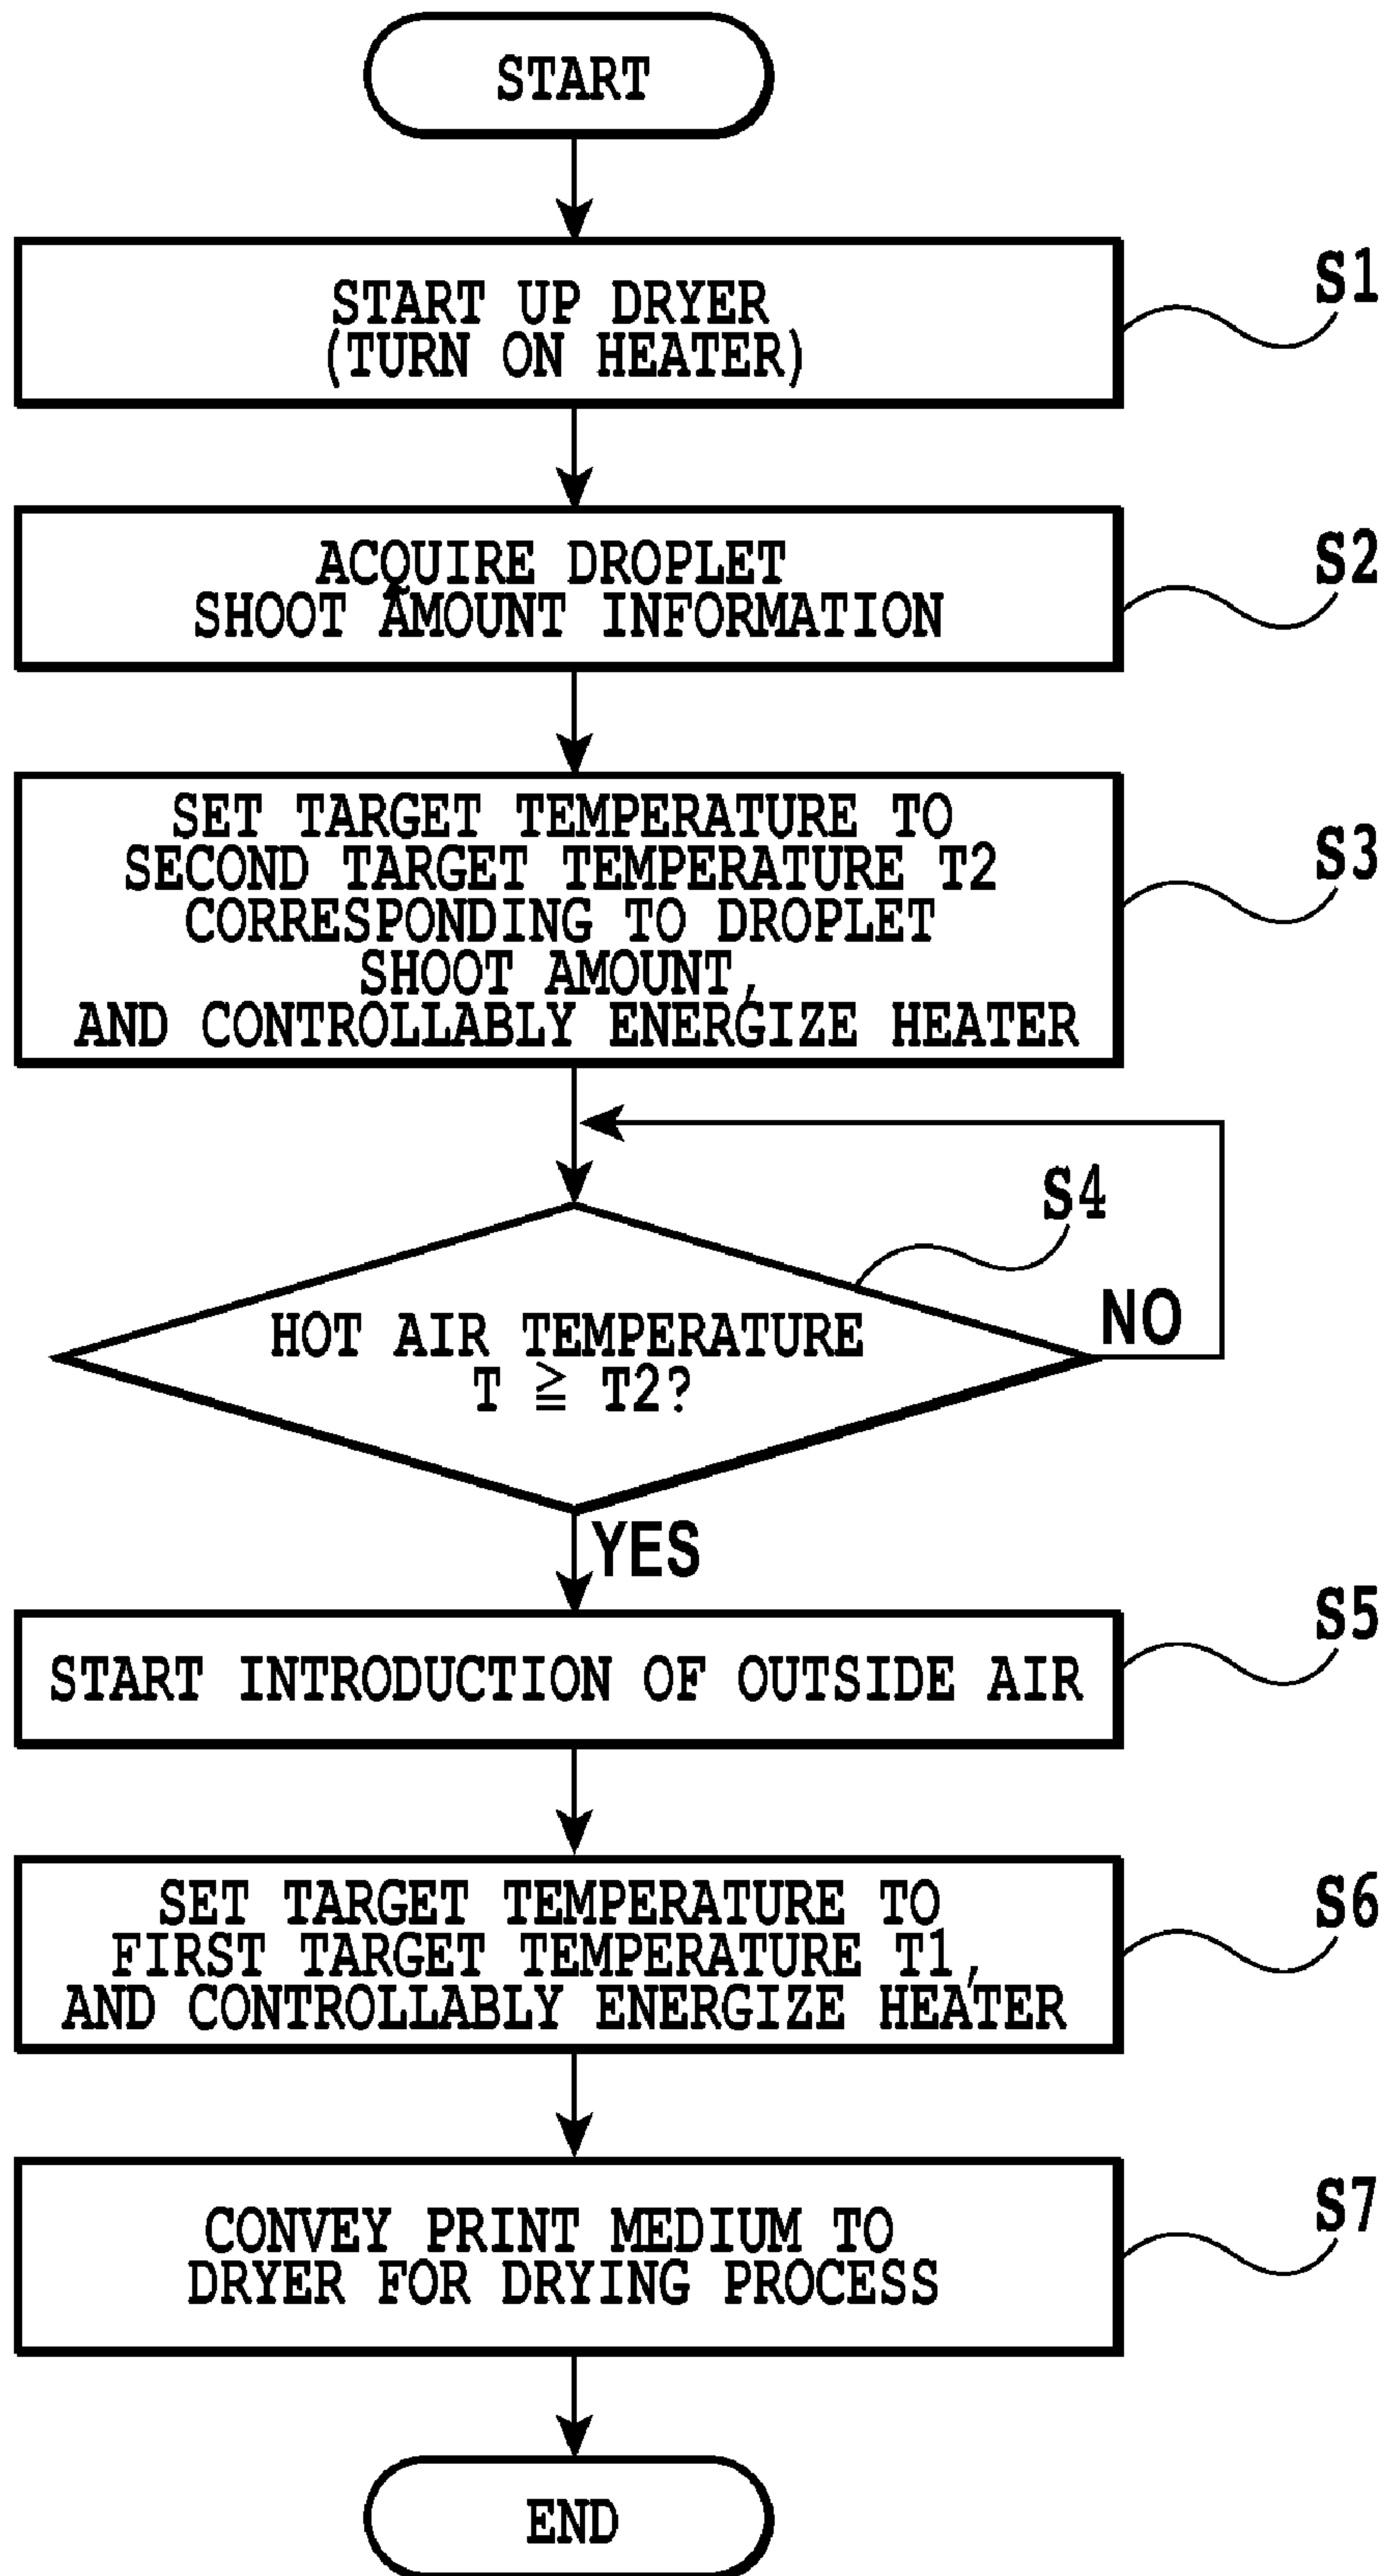 START
START UP DRYER
(TURN ON HEATER)
S1
ACQUIRE DROPLET
SHOOT AMOUNT INFORMATION
S2
SET TARGET TEMPERATURE TO
SECOND TARGET TEMPERATURE T2
CORRESPONDING TO DROPLET
SHOOT AMOUNT,
AND CONTROLLABLY ENERGIZE HEATER
S3
S4
HOT AIR TEMPERATURE
T ≧ T2?
NO
YES
START INTRODUCTION OF OUTSIDE AIR
S5
SET TARGET TEMPERATURE TO
FIRST TARGET TEMPERATURE T1,
AND CONTROLLABLY ENERGIZE HEATER
S6
CONVEY PRINT MEDIUM TO
DRYER FOR DRYING PROCESS
S7
END